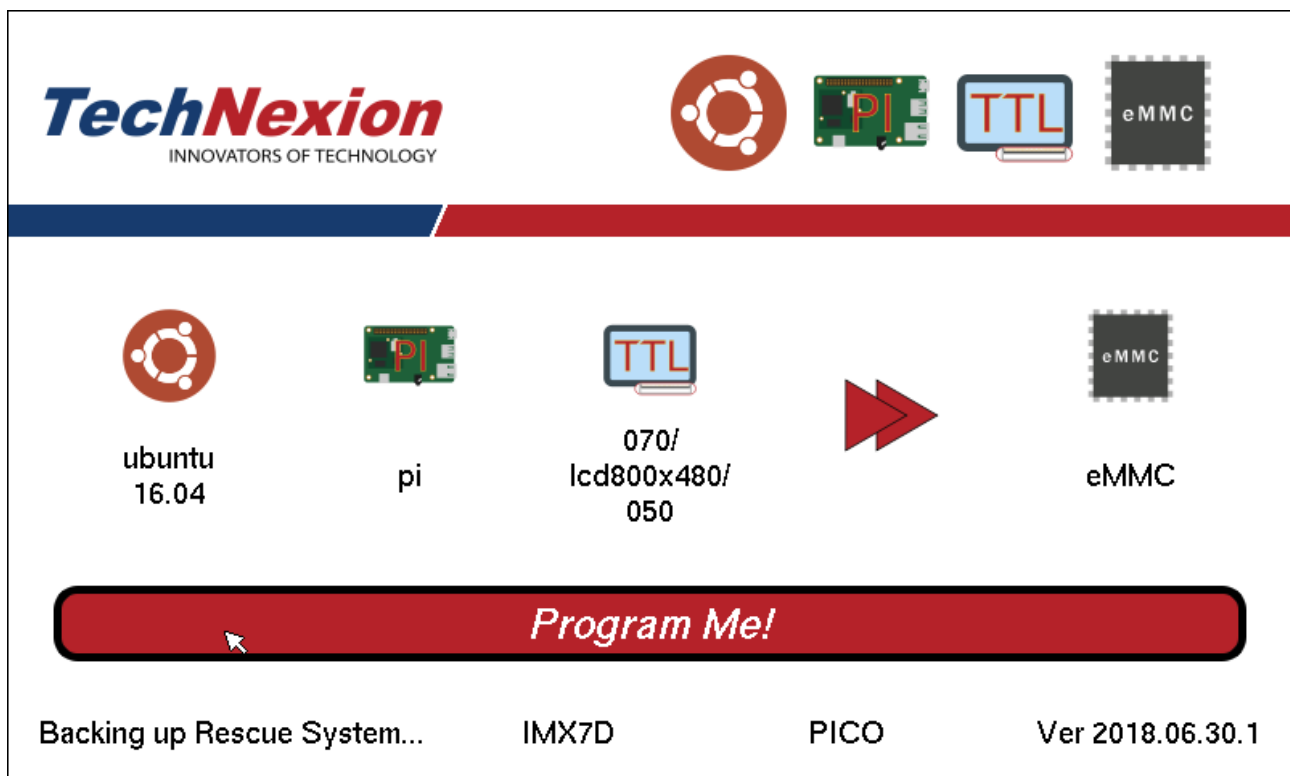 TechNexion
INNOVATORS OF TECHNOLOGY
PI
TTL
eMMC
PI
TTL
eMMC
ubuntu
16.04
pi
070/
lcd800x480/
050
eMMC
Program Me!
Backing up Rescue System...
IMX7D
PICO
Ver 2018.06.30.1